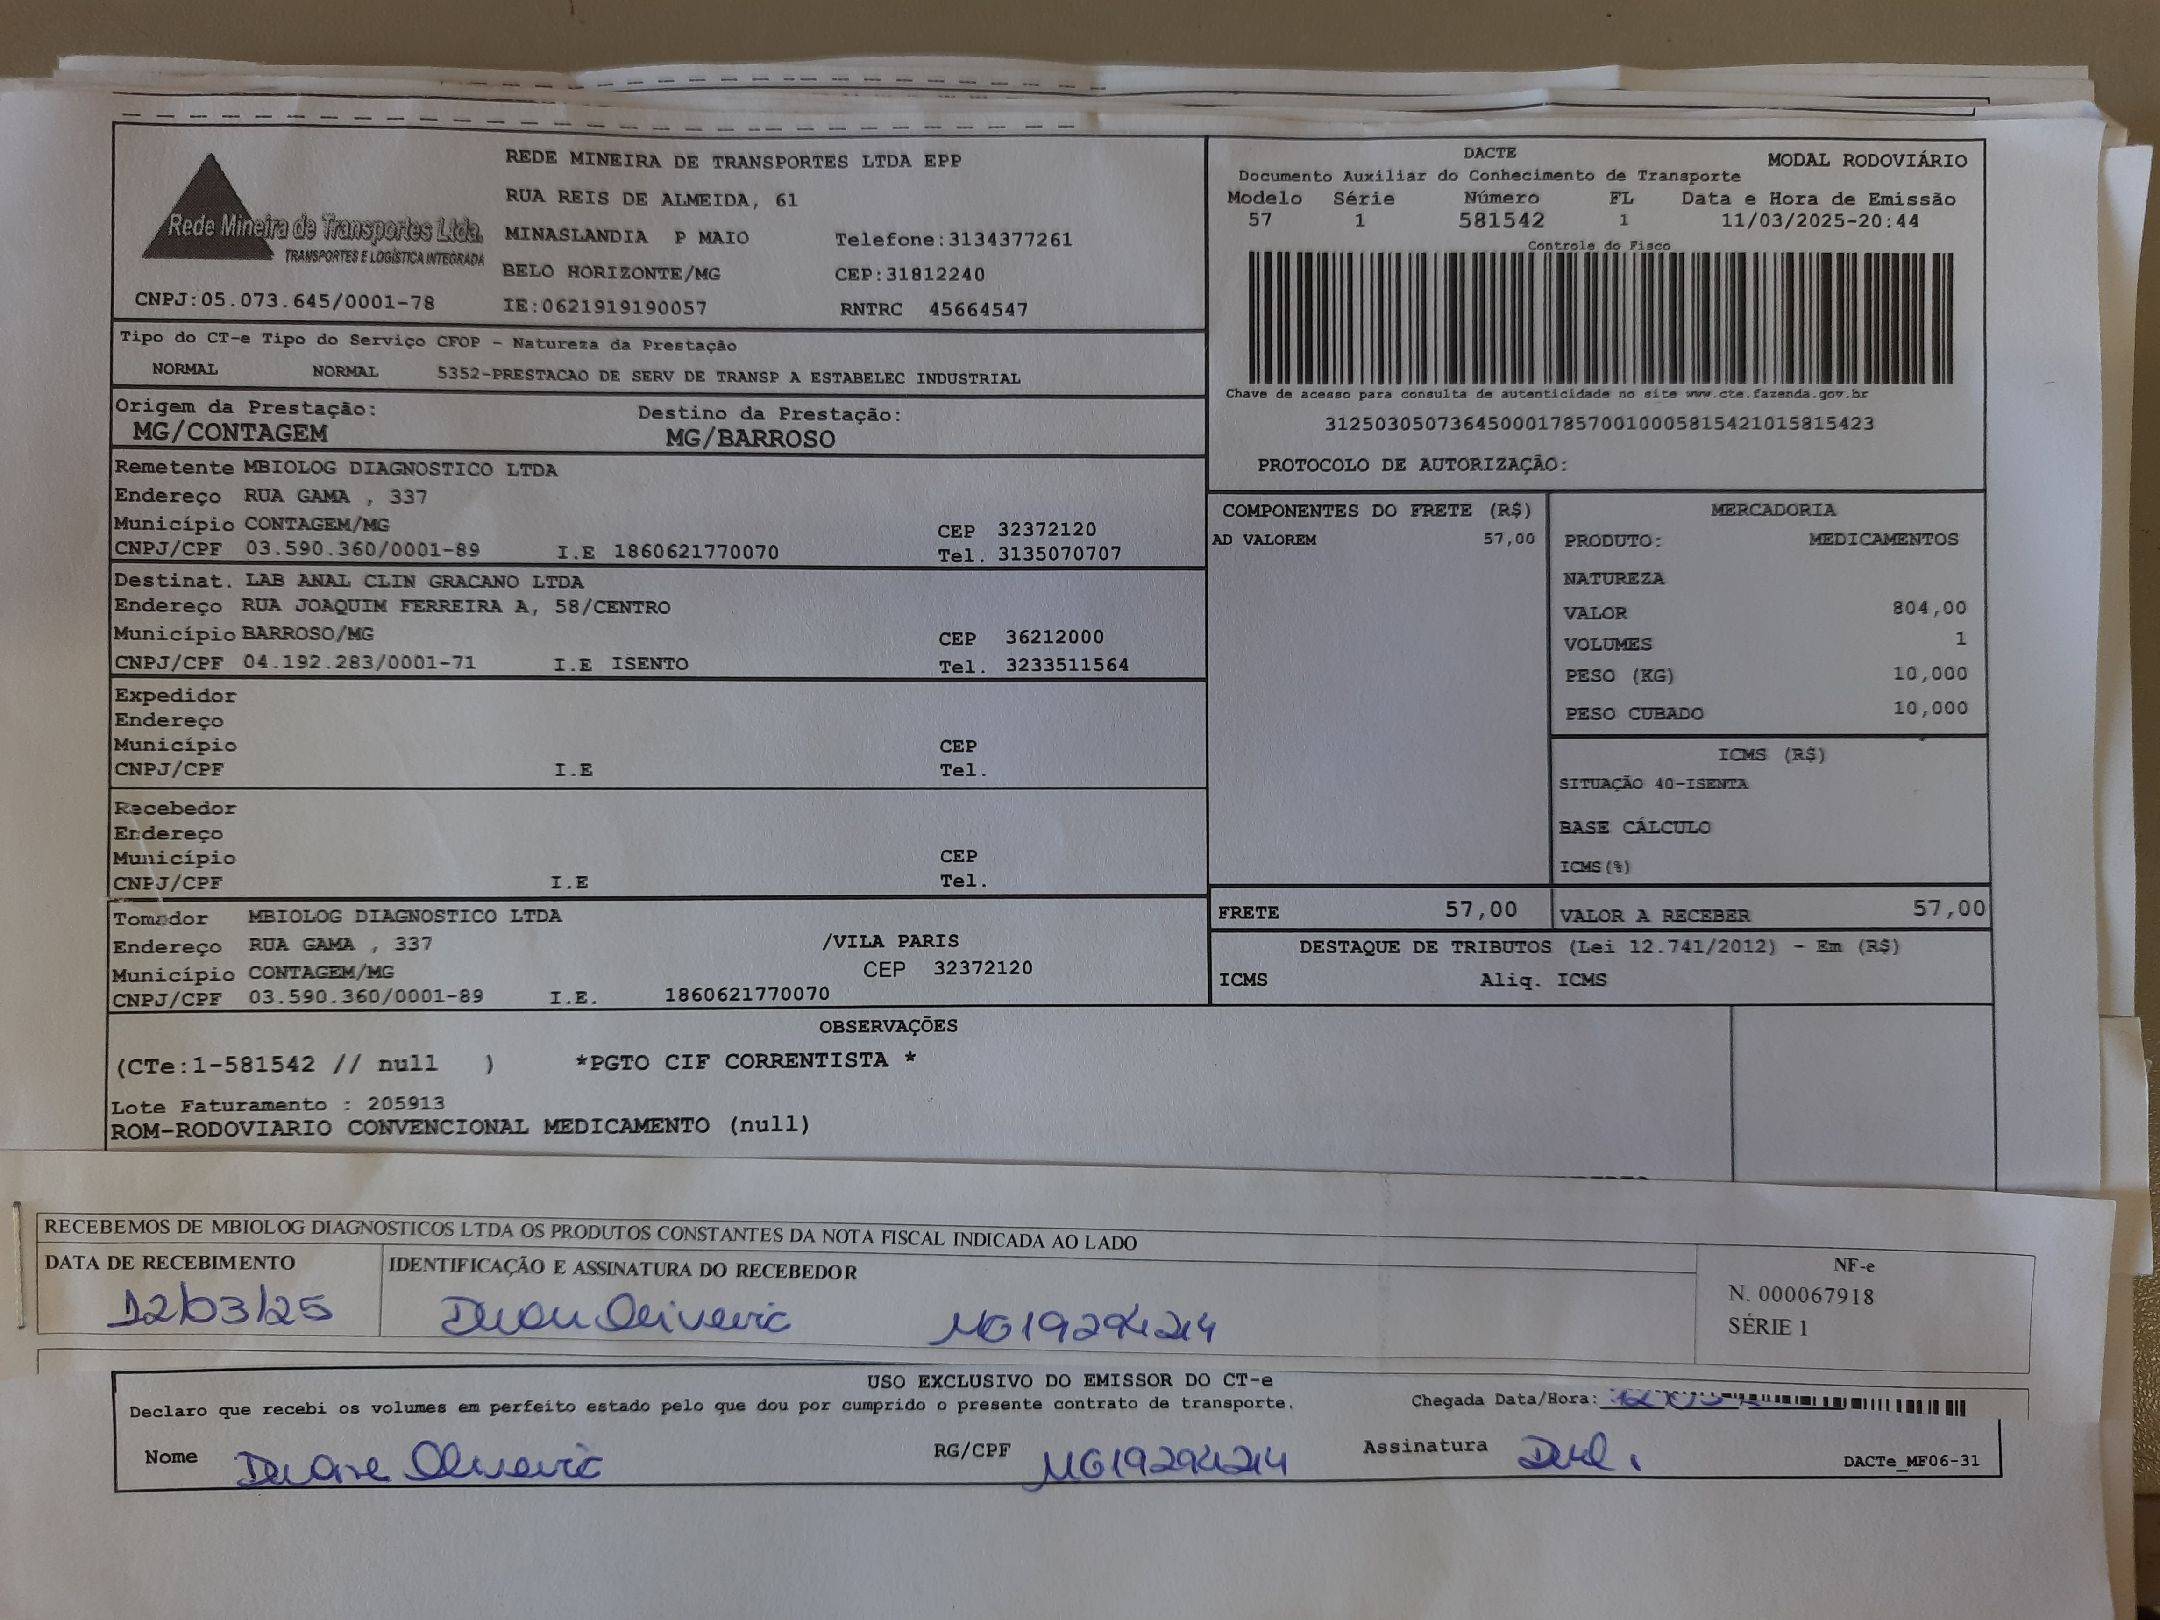 Rede Mineira de Transportes Ltda.
TRANSPORTES E LOGÍSTICA INTEGRADA
CNPJ:05.073.645/0001-78
REDE MINEIRA DE TRANSPORTES LTDA EPP
RUA REIS DE ALMEIDA, 61
MINASLANDIA P MAIO Telefone:3134377261
BELO HORIZONTE/MG CEP:31812240
IE:0621919190057 RNTRC 45664547
DACTE MODAL RODOVIÁRIO
Documento Auxiliar do Conhecimento de Transporte
Modelo Série Número FL Data e Hora de Emissão
57 1 581542 1 11/03/2025-20:44
Controle do Fisco
Chave de acesso para consulta de autenticidade no site www.cte.fazenda.gov.br
31250305073645000178570010005815421015815423
PROTOCOLO DE AUTORIZAÇÃO:
Tipo do CT-e Tipo do Serviço CFOP - Natureza da Prestação
NORMAL NORMAL 5352-PRESTACAO DE SERV DE TRANSP A ESTABELEC INDUSTRIAL
Origem da Prestação: Destino da Prestação:
MG/CONTAGEM MG/BARROSO
Remetente MBIOLOG DIAGNOSTICO LTDA
Endereço RUA GAMA , 337
Município CONTAGEM/MG CEP 32372120
CNPJ/CPF 03.590.360/0001-89 I.E 1860621770070 Tel. 3135070707
Destinat. LAB ANAL CLIN GRACANO LTDA
Endereço RUA JOAQUIM FERREIRA A, 58/CENTRO
Município BARROSO/MG CEP 36212000
CNPJ/CPF 04.192.283/0001-71 I.E ISENTO Tel. 3233511564
Expedidor
Endereço
Município CEP
CNPJ/CPF I.E Tel.
Recebedor
Endereço
Município CEP
CNPJ/CPF I.E Tel.
Tomador MBIOLOG DIAGNOSTICO LTDA
Endereço RUA GAMA , 337 /VILA PARIS
Município CONTAGEM/MG CEP 32372120
CNPJ/CPF 03.590.360/0001-89 I.E. 1860621770070
COMPONENTES DO FRETE (R$)
AD VALOREM 57,00
MERCADORIA
PRODUTO: MEDICAMENTOS
NATUREZA
VALOR 804,00
VOLUMES 1
PESO (KG) 10,000
PESO CUBADO 10,000
ICMS (R$)
SITUAÇÃO 40-ISENTA
BASE CÁLCULO
ICMS(%)
FRETE 57,00 VALOR A RECEBER 57,00
DESTAQUE DE TRIBUTOS (Lei 12.741/2012) - Em (R$)
ICMS Aliq. ICMS
OBSERVAÇÕES
(CTe:1-581542 // null ) *PGTO CIF CORRENTISTA *
Lote Faturamento : 205913
ROM-RODOVIARIO CONVENCIONAL MEDICAMENTO (null)
RECEBEMOS DE MBIOLOG DIAGNOSTICOS LTDA OS PRODUTOS CONSTANTES DA NOTA FISCAL INDICADA AO LADO
DATA DE RECEBIMENTO IDENTIFICAÇÃO E ASSINATURA DO RECEBEDOR
12/03/25 Oliveira MG19294214
NF-e
N. 000067918
SÉRIE 1
USO EXCLUSIVO DO EMISSOR DO CT-e
Declaro que recebi os volumes em perfeito estado pelo que dou por cumprido o presente contrato de transporte. Chegada Data/Hora:
Nome Oliveira RG/CPF MG19294214 Assinatura
DACTe_MF06-31